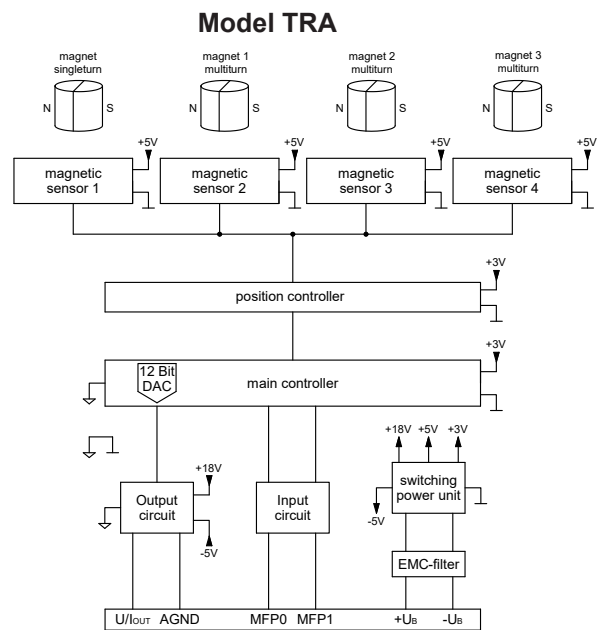 Model TRA
magnet singleturn
magnet 1 multiturn
magnet 2 multiturn
magnet 3 multiturn
N S
N S
N S
N S
+5V
+5V
+5V
+5V
magnetic sensor 1
magnetic sensor 2
magnetic sensor 3
magnetic sensor 4
+3V
position controller
+3V
12 Bit DAC
main controller
+18V +5V +3V
+18V
Output circuit
Input circuit
switching power unit
-5V
-5V
EMC-filter
U/IOUT AGND MFP0 MFP1 +UB -UB